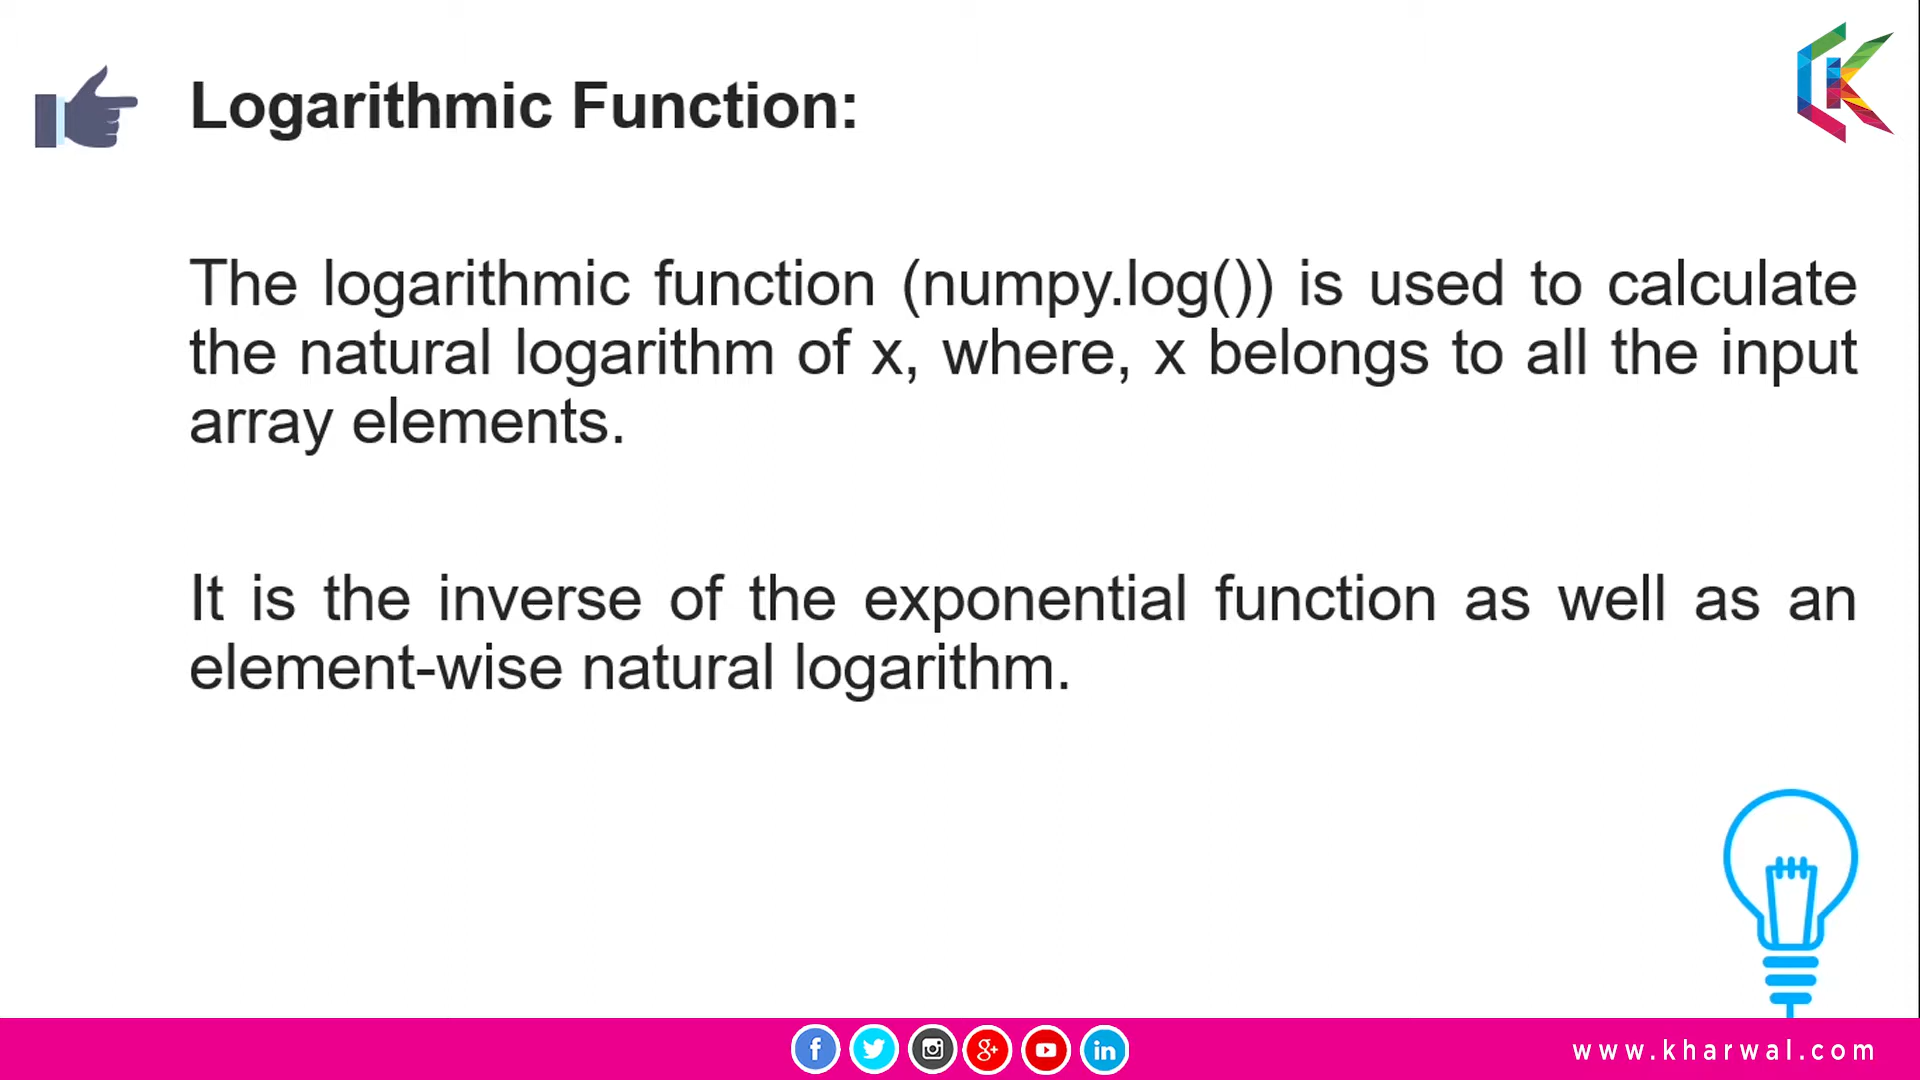 Logarithmic Function:
The logarithmic function (numpy.log()) is used to calculate
the natural logarithm of x, where, x belongs to all the input
array elements.
It is the inverse of the exponential function as well as an
element-wise natural logarithm.
www.kharwal.com